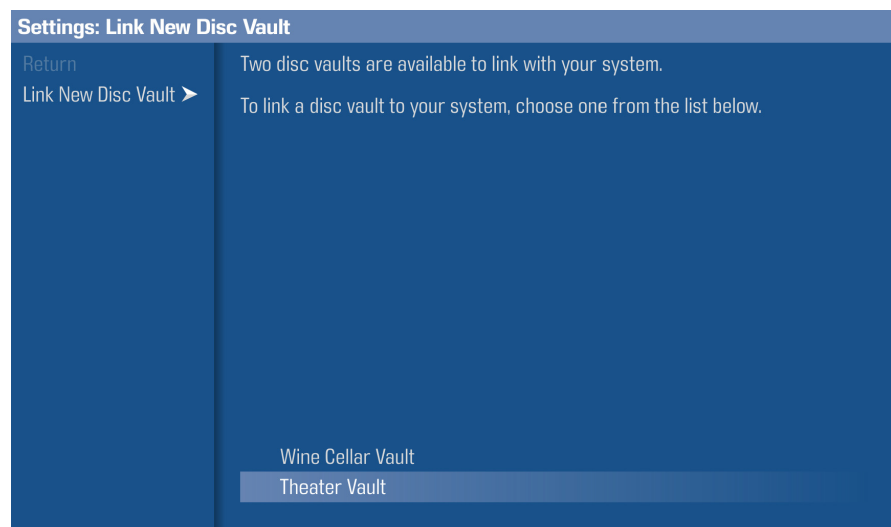 Settings: Link New Disc Vault
Return
Link New Disc Vault ➤
Two disc vaults are available to link with your system.
To link a disc vault to your system, choose one from the list below.
Wine Cellar Vault
Theater Vault